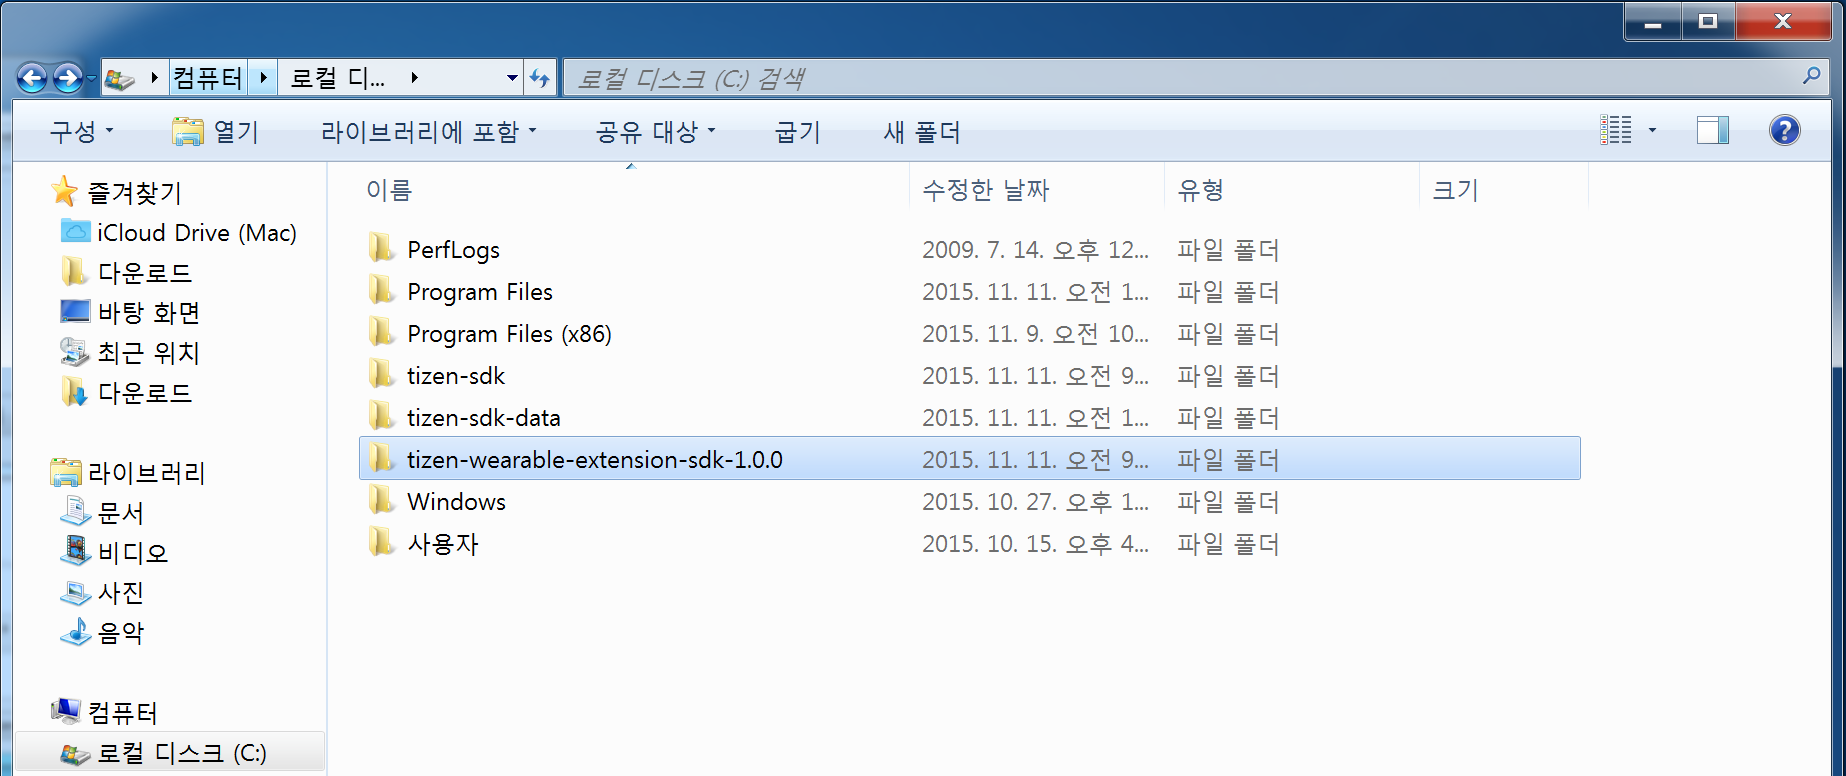 컴퓨터 로컬 디... 로컬 디스크 (C:) 검색
구성 열기 라이브러리에 포함 공유 대상 굽기 새 폴더
즐겨찾기
iCloud Drive (Mac)
다운로드
바탕 화면
최근 위치
다운로드
라이브러리
문서
비디오
사진
음악
컴퓨터
로컬 디스크 (C:)
이름 수정한 날짜 유형 크기
PerfLogs 2009. 7. 14. 오후 12... 파일 폴더
Program Files 2015. 11. 11. 오전 1... 파일 폴더
Program Files (x86) 2015. 11. 9. 오전 10... 파일 폴더
tizen-sdk 2015. 11. 11. 오전 9... 파일 폴더
tizen-sdk-data 2015. 11. 11. 오전 1... 파일 폴더
tizen-wearable-extension-sdk-1.0.0 2015. 11. 11. 오전 9... 파일 폴더
Windows 2015. 10. 27. 오후 1... 파일 폴더
사용자 2015. 10. 15. 오후 4... 파일 폴더